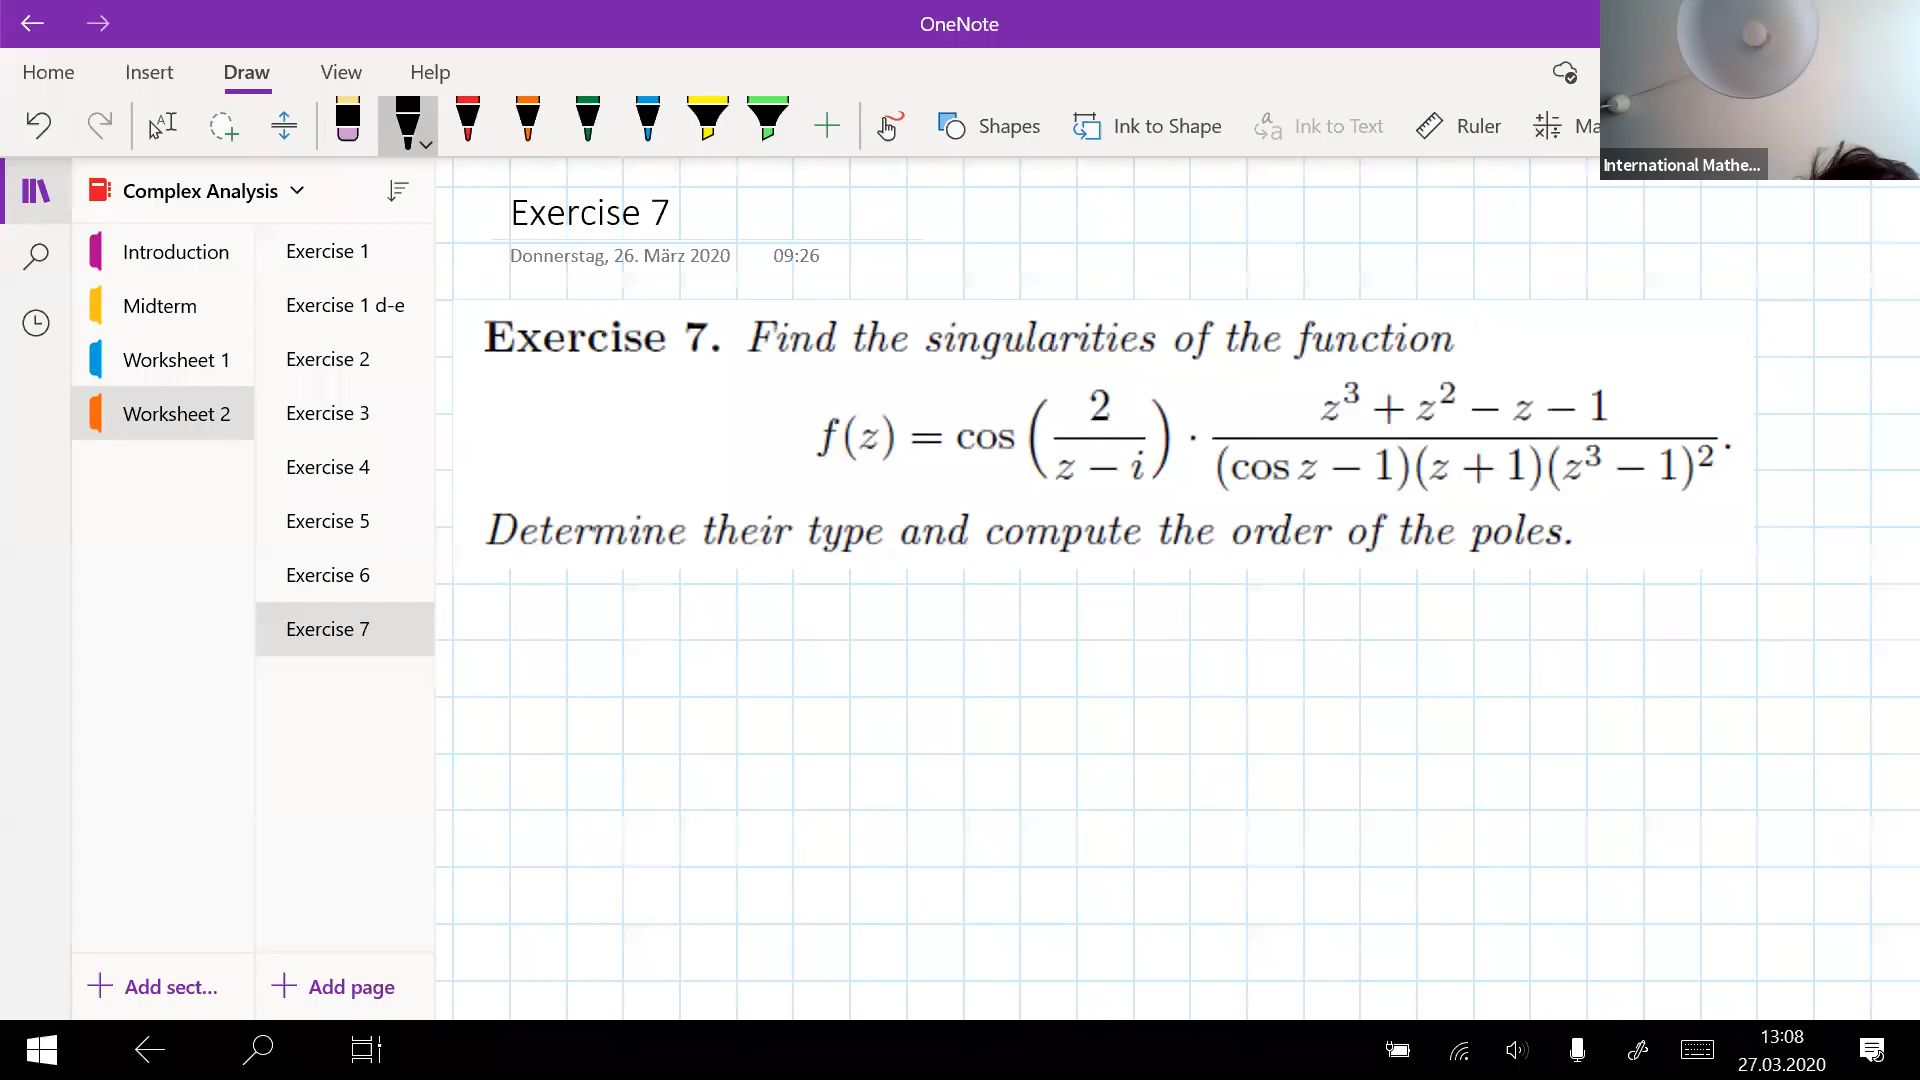 OneNote
Home Insert Draw View Help
Shapes Ink to Shape Ink to Text Ruler Ma
International Mathe...
Complex Analysis
Introduction
Midterm
Worksheet 1
Worksheet 2
Exercise 1
Exercise 1 d-e
Exercise 2
Exercise 3
Exercise 4
Exercise 5
Exercise 6
Exercise 7
Add sect...
Add page
Exercise 7
Donnerstag, 26. März 2020 09:26
Exercise 7. Find the singularities of the function
f(z) = cos(2/(z − i)) · (z³ + z² − z − 1)/((cos z − 1)(z + 1)(z³ − 1)²).
Determine their type and compute the order of the poles.
13:08
27.03.2020